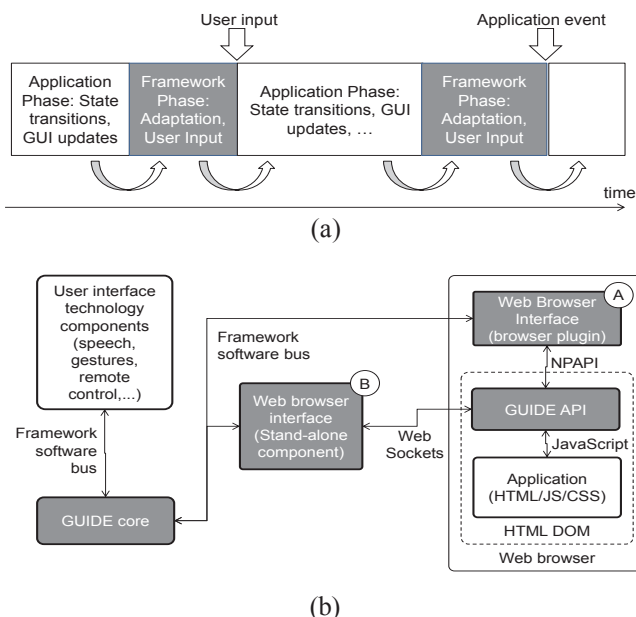 User input
Application event
Application
Phase: State
transitions,
GUI updates
Framework
Phase:
Adaptation,
User Input
Application Phase:
State transitions, GUI
updates, …
Framework
Phase:
Adaptation,
User Input
time
(a)
User interface
technology
components
(speech,
gestures,
remote
control,...)
Framework
software bus
GUIDE core
Framework
software bus
B
Web browser
interface
(Stand-alone
component)
Web
Sockets
A
Web Browser
Interface
(browser plugin)
NPAPI
GUIDE API
JavaScript
Application
(HTML/JS/CSS)
HTML DOM
Web browser
(b)